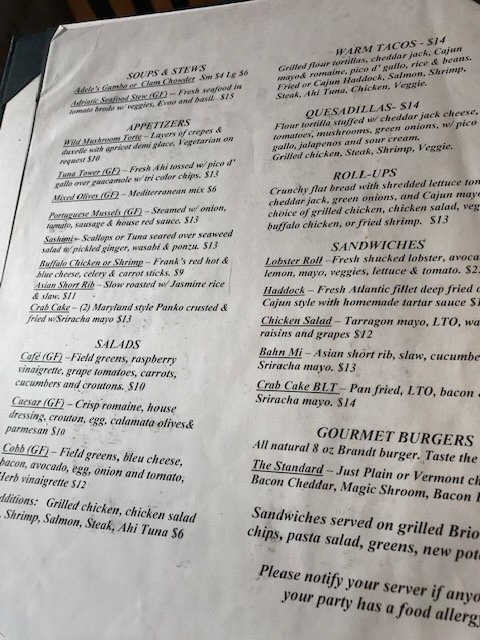 SOUPS & STEWS
Adele's Gumbo or Clam Chowder Sm $4 Lg $6
Adriatic Seafood Stew (GF) – Fresh seafood in
tomato brodo w/ veggies, Evoo and basil. $15
APPETIZERS
Wild Mushroom Torte – Layers of crepes &
duxelle with apricot demi glace, Vegetarian on
request $10
Tuna Tower (GF) – Fresh Ahi tossed w/ pico d'
gallo over guacamole w/ tri color chips. $13
Mixed Olives (GF) – Mediterranean mix $6
Portuguese Mussels (GF) – Steamed w/ onion,
tomato, sausage & house red sauce. $13
Sashimi – Scallops or Tuna seared over seaweed
salad w/ pickled ginger, wasabi & ponzu. $13
Buffalo Chicken or Shrimp – Frank's red hot &
blue cheese, celery & carrot sticks. $9
Asian Short Rib – Slow roasted w/ Jasmine rice
& slaw. $11
Crab Cake – (2) Maryland style Panko crusted &
fried w/Sriracha mayo $13
SALADS
Café (GF) –Field greens, raspberry
vinaigrette, grape tomatoes, carrots,
cucumbers and croutons. $10
Caesar (GF) – Crisp romaine, house
dressing, crouton, egg, calamata olives&
parmesan $10
Cobb (GF) – Field greens, bleu cheese,
bacon, avocado, egg, onion and tomato,
Herb vinaigrette $12
dditions: Grilled chicken, chicken salad
Shrimp, Salmon, Steak, Ahi Tuna $6
WARM TACOS - $14
Grilled flour tortillas, cheddar jack, Cajun
mayo& romaine, pico d' gallo, rice & beans.
Fried or Cajun Haddock, Salmon, Shrimp,
Steak, Ahi Tuna, Chicken, Veggie.
QUESADILLAS- $14
Flour tortilla stuffed w/ cheddar jack cheese,
tomatoes, mushrooms, green onions, w/ pico
gallo, jalapenos and sour cream.
Grilled chicken, Steak, Shrimp, Veggie.
ROLL-UPS
Crunchy flat bread with shredded lettuce tom
cheddar jack, green onions, and Cajun mayo
choice of grilled chicken, chicken salad, veg
buffalo chicken, or fried shrimp. $13
SANDWICHES
Lobster Roll – Fresh shucked lobster, avoca
lemon, mayo, veggies, lettuce & tomato. $2
Haddock – Fresh Atlantic fillet deep fried o
Cajun style with homemade tartar sauce $1
Chicken Salad – Tarragon mayo, LTO, wa
raisins and grapes $12
Bahn Mi – Asian short rib, slaw, cucumbe
Sriracha mayo. $13
Crab Cake BLT – Pan fried, LTO, bacon
Sriracha mayo. $14
GOURMET BURGERS
All natural 8 oz Brandt burger. Taste the
The Standard – Just Plain or Vermont ch
Bacon Cheddar, Magic Shroom, Bacon
Sandwiches served on grilled Brio
chips, pasta salad, greens, new pot
Please notify your server if anyo
your party has a food allergy